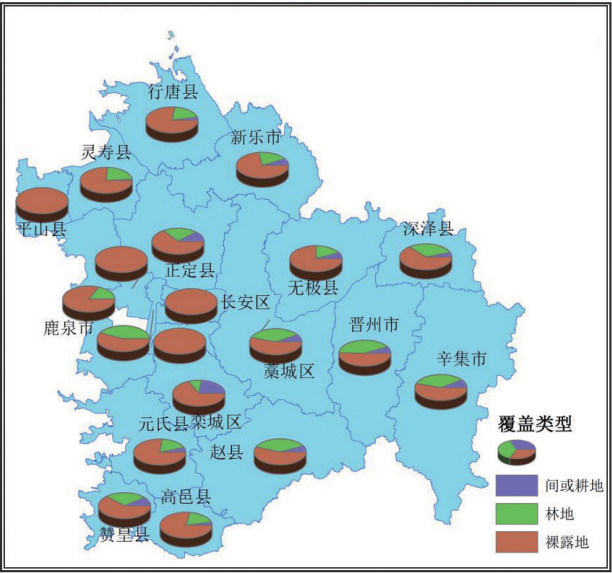 行唐县
新乐市
灵寿县
平山县
深泽县
正定县
无极县
长安区
鹿泉市
晋州市
藁城区
辛集市
元氏县
栾城区
赵县
高邑县
赞皇县
覆盖类型
间或耕地
林地
裸露地